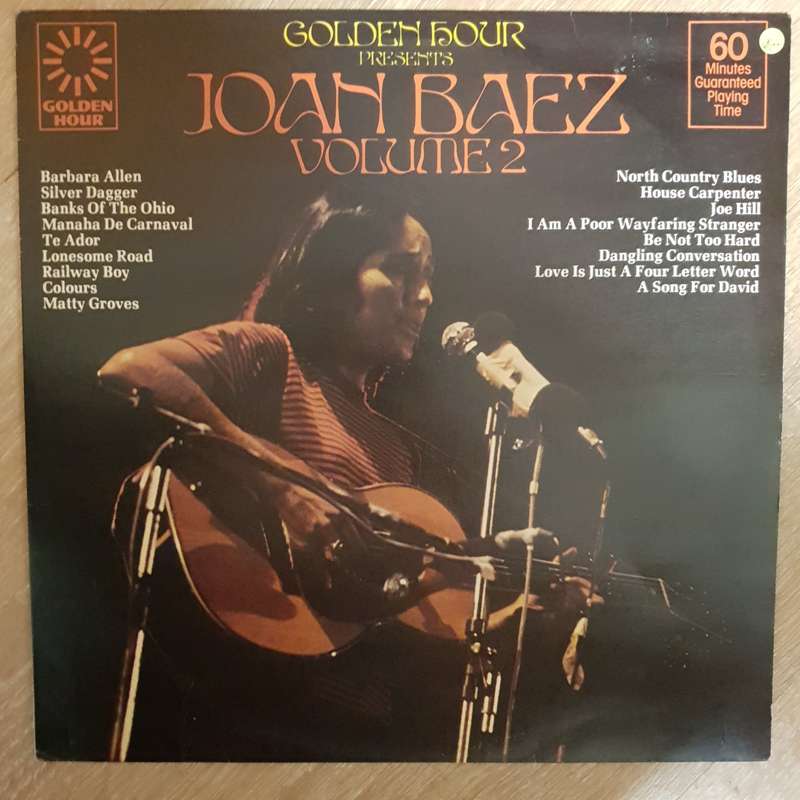 GOLDEN HOUR
PRESENTS
JOAN BAEZ
VOLUME 2
GOLDEN
HOUR
60
Minutes
Guaranteed
Playing
Time
Barbara Allen
Silver Dagger
Banks Of The Ohio
Manaha De Carnaval
Te Ador
Lonesome Road
Railway Boy
Colours
Matty Groves
North Country Blues
House Carpenter
Joe Hill
I Am A Poor Wayfaring Stranger
Be Not Too Hard
Dangling Conversation
Love Is Just A Four Letter Word
A Song For David